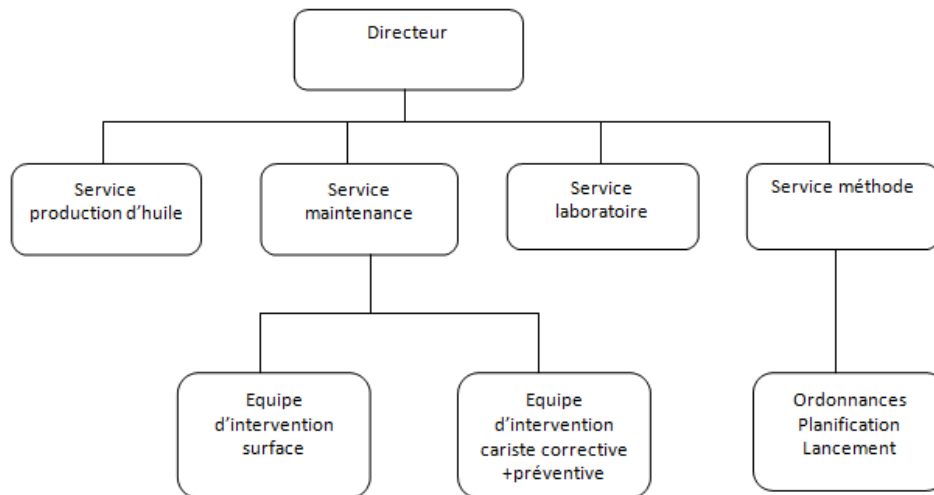 Directeur
Service
production d'huile
Service
maintenance
Service
laboratoire
Service méthode
Equipe
d'intervention
surface
Equipe
d'intervention
cariste corrective
+préventive
Ordonnances
Planification
Lancement